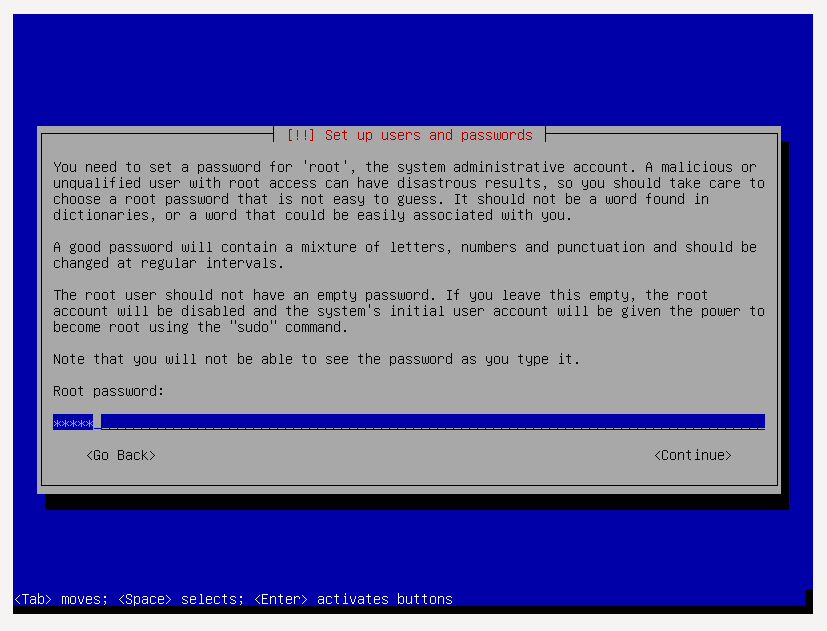 [!!] Set up users and passwords
You need to set a password for 'root', the system administrative account. A malicious or
unqualified user with root access can have disastrous results, so you should take care to
choose a root password that is not easy to guess. It should not be a word found in
dictionaries, or a word that could be easily associated with you.
A good password will contain a mixture of letters, numbers and punctuation and should be
changed at regular intervals.
The root user should not have an empty password. If you leave this empty, the root
account will be disabled and the system's initial user account will be given the power to
become root using the "sudo" command.
Note that you will not be able to see the password as you type it.
Root password:
*****
<Go Back> <Continue>
<Tab> moves; <Space> selects; <Enter> activates buttons